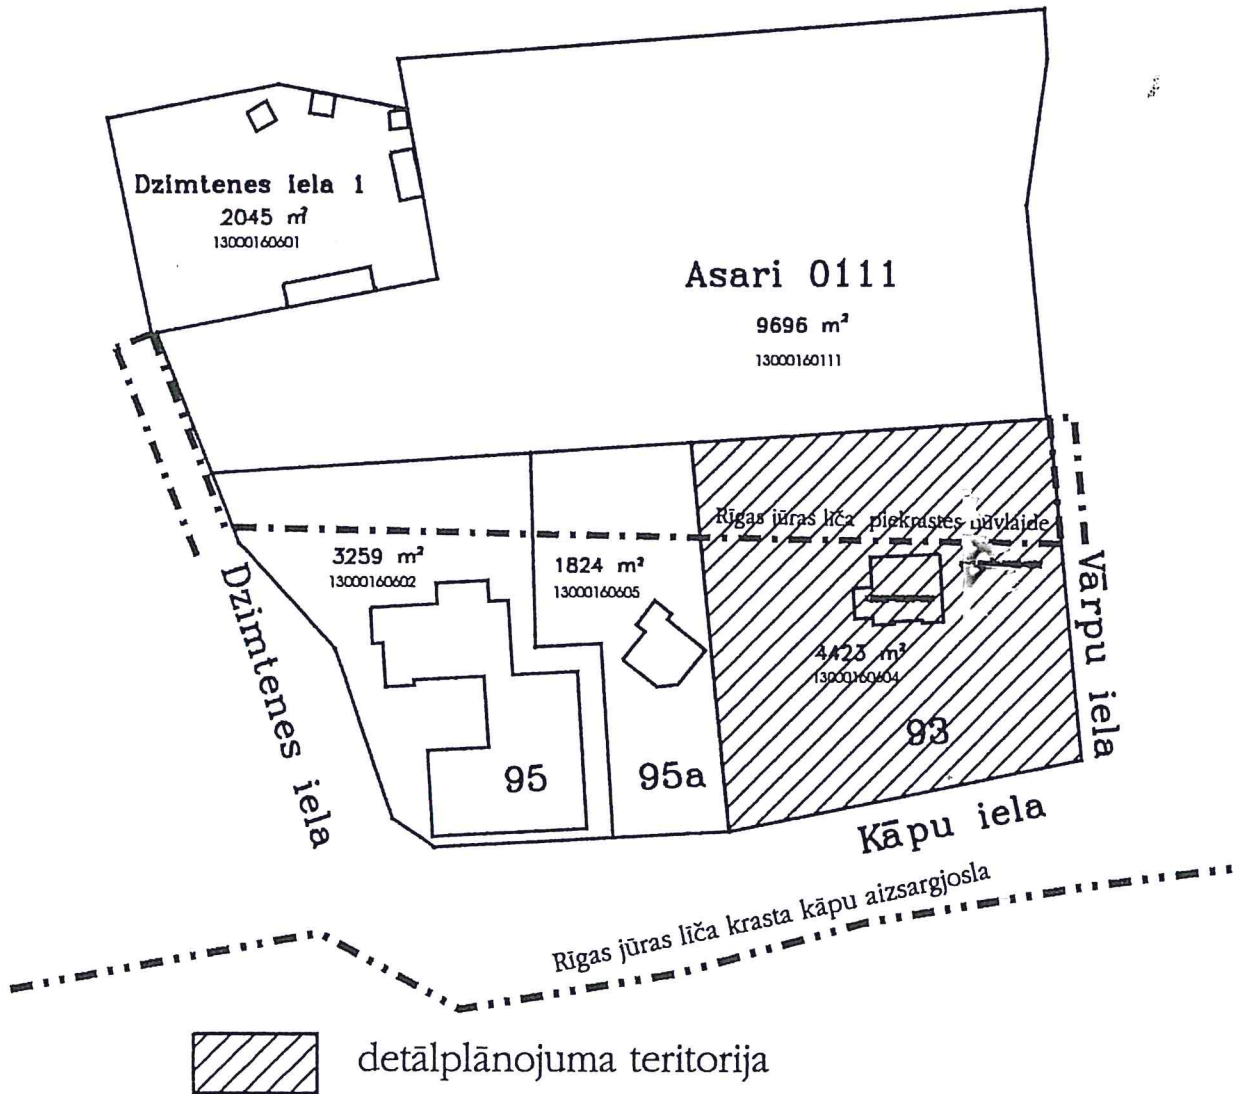 Dzimtenes iela 1
2045 m²
13000160601
Asari 0111
9696 m²
13000160111
Rīgas jūras līča piekrastes būvlaide
3259 m²
13000160602
1824 m²
13000160605
4423 m²
13000160604
93
95
95a
Dzimtenes iela
Vārpu iela
Kāpu iela
Rīgas jūras līča krasta kāpu aizsargjosla
detālplānojuma teritorija